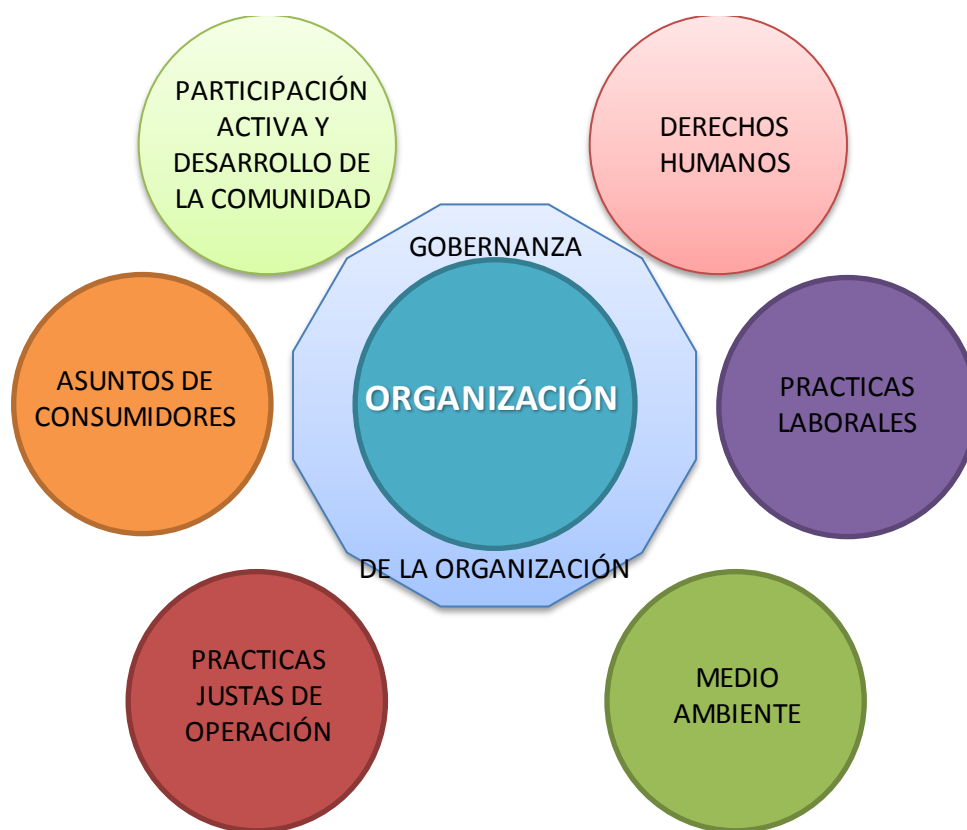 PARTICIPACIÓN
ACTIVA Y
DESARROLLO DE
LA COMUNIDAD
DERECHOS
HUMANOS
GOBERNANZA
ORGANIZACIÓN
DE LA ORGANIZACIÓN
ASUNTOS DE
CONSUMIDORES
PRACTICAS
LABORALES
PRACTICAS
JUSTAS DE
OPERACIÓN
MEDIO
AMBIENTE